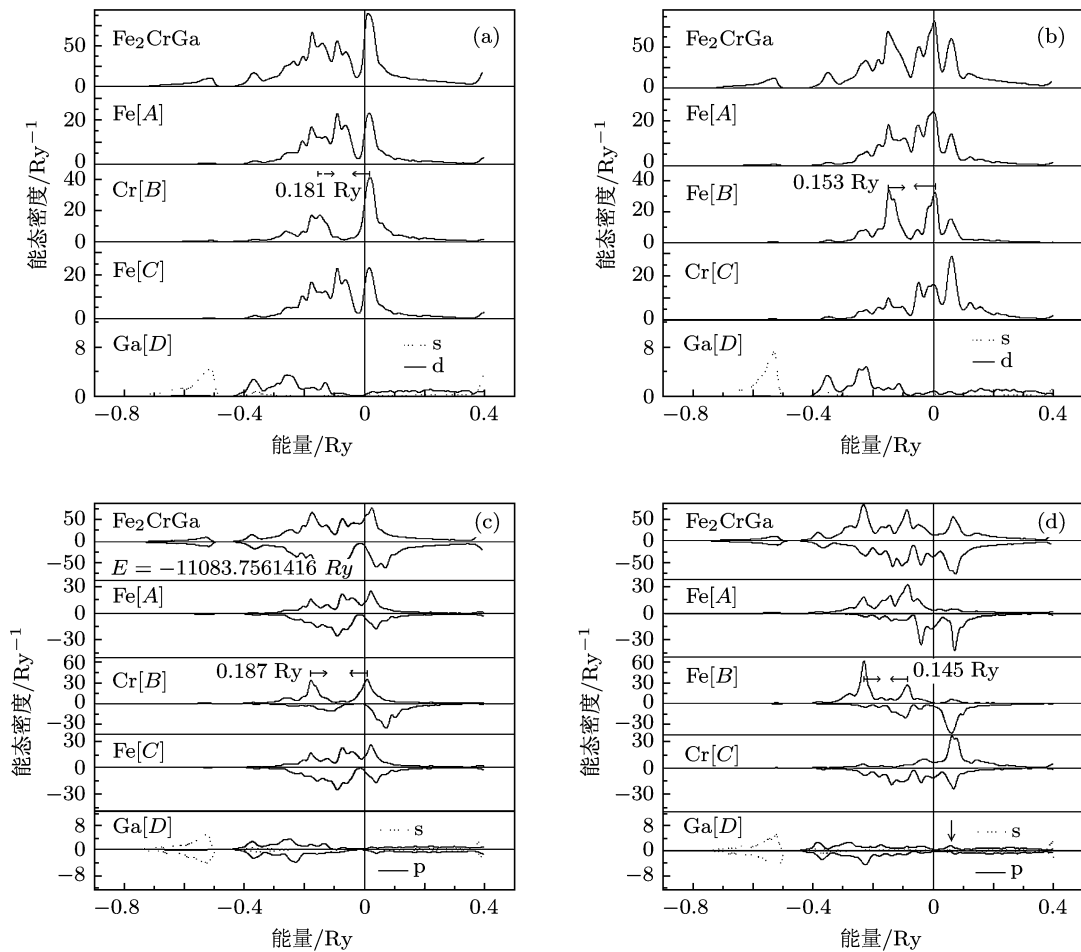 Fe₂CrGa
(a)
50
0
Fe[A]
20
0
Cr[B]
0.181 Ry
40
20
0
Fe[C]
20
0
Ga[D]
s
d
8
0
−0.8
−0.4
0
0.4
能量/Ry
能态密度/Ry⁻¹
Fe₂CrGa
(b)
50
0
Fe[A]
20
0
Fe[B]
0.153 Ry
40
20
0
Cr[C]
20
0
Ga[D]
s
d
8
0
−0.8
−0.4
0
0.4
能量/Ry
能态密度/Ry⁻¹
Fe₂CrGa
(c)
50
0
−50
E = −11083.7561416 Ry
Fe[A]
30
0
−30
Cr[B]
0.187 Ry
60
30
0
−30
Fe[C]
30
0
−30
Ga[D]
s
p
8
0
−8
−0.8
−0.4
0
0.4
能量/Ry
能态密度/Ry⁻¹
Fe₂CrGa
(d)
50
0
−50
Fe[A]
30
0
−30
Fe[B]
0.145 Ry
60
30
0
−30
Cr[C]
30
0
−30
Ga[D]
s
p
8
0
−8
−0.8
−0.4
0
0.4
能量/Ry
能态密度/Ry⁻¹